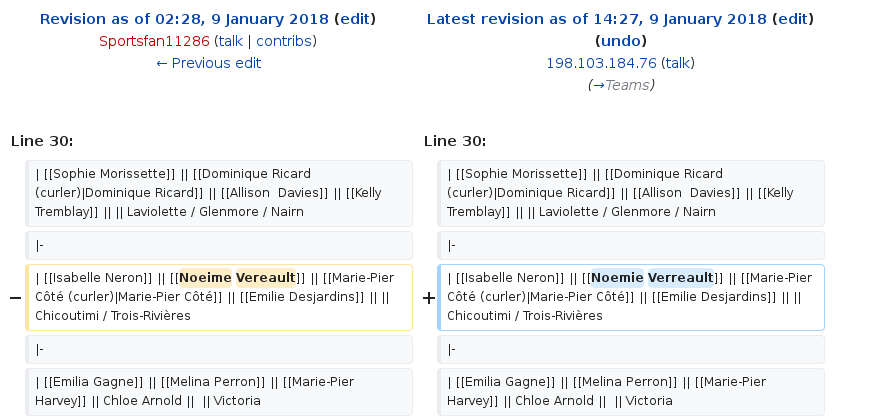 Revision as of 02:28, 9 January 2018 (edit)
Sportsfan11286 (talk | contribs)
← Previous edit
Latest revision as of 14:27, 9 January 2018 (edit)
(undo)
198.103.184.76 (talk)
(→Teams)
Line 30:
Line 30:
| [[Sophie Morissette]] || [[Dominique Ricard
(curler)|Dominique Ricard]] || [[Allison  Davies]] || [[Kelly
Tremblay]] || || Laviolette / Glenmore / Nairn
| [[Sophie Morissette]] || [[Dominique Ricard
(curler)|Dominique Ricard]] || [[Allison  Davies]] || [[Kelly
Tremblay]] || || Laviolette / Glenmore / Nairn
|-
|-
− | [[Isabelle Neron]] || [[Noeime Vereault]] || [[Marie-Pier
Côté (curler)|Marie-Pier Côté]] || [[Emilie Desjardins]] || ||
Chicoutimi / Trois-Rivières
+ | [[Isabelle Neron]] || [[Noemie Verreault]] || [[Marie-Pier
Côté (curler)|Marie-Pier Côté]] || [[Emilie Desjardins]] || ||
Chicoutimi / Trois-Rivières
|-
|-
| [[Emilia Gagne]] || [[Melina Perron]] || [[Marie-Pier
Harvey]] || Chloe Arnold ||  || Victoria
| [[Emilia Gagne]] || [[Melina Perron]] || [[Marie-Pier
Harvey]] || Chloe Arnold ||  || Victoria